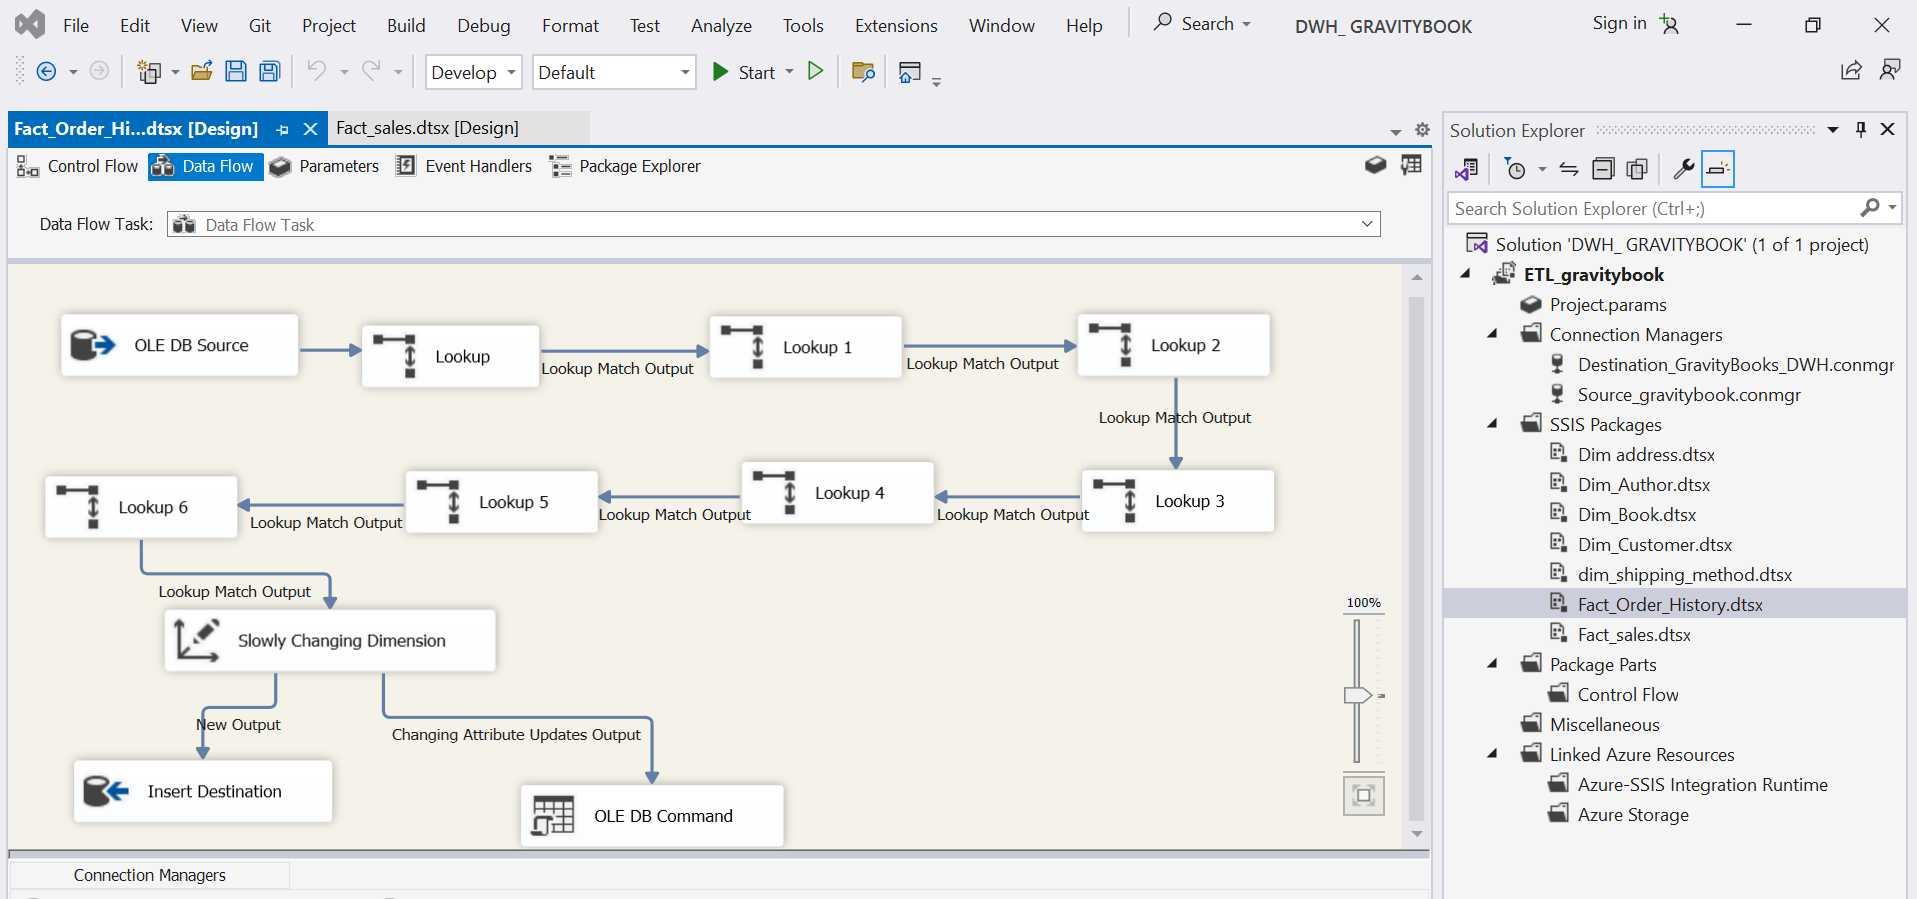 File Edit View Git Project Build Debug Format Test Analyze Tools Extensions Window Help Search DWH_ GRAVITYBOOK Sign in
Develop Default Start
Fact_Order_Hi...dtsx [Design] Fact_sales.dtsx [Design]
Control Flow Data Flow Parameters Event Handlers Package Explorer
Data Flow Task: Data Flow Task
OLE DB Source
Lookup
Lookup 1
Lookup 2
Lookup Match Output
Lookup Match Output
Lookup Match Output
Lookup 6
Lookup 5
Lookup 4
Lookup 3
Lookup Match Output
Lookup Match Output
Lookup Match Output
Lookup Match Output
Slowly Changing Dimension
New Output
Changing Attribute Updates Output
Insert Destination
OLE DB Command
100%
Connection Managers
Solution Explorer
Search Solution Explorer (Ctrl+;)
Solution 'DWH_ GRAVITYBOOK' (1 of 1 project)
ETL_gravitybook
Project.params
Connection Managers
Destination_GravityBooks_DWH.conmgr
Source_gravitybook.conmgr
SSIS Packages
Dim address.dtsx
Dim_Author.dtsx
Dim_Book.dtsx
Dim_Customer.dtsx
dim_shipping_method.dtsx
Fact_Order_History.dtsx
Fact_sales.dtsx
Package Parts
Control Flow
Miscellaneous
Linked Azure Resources
Azure-SSIS Integration Runtime
Azure Storage